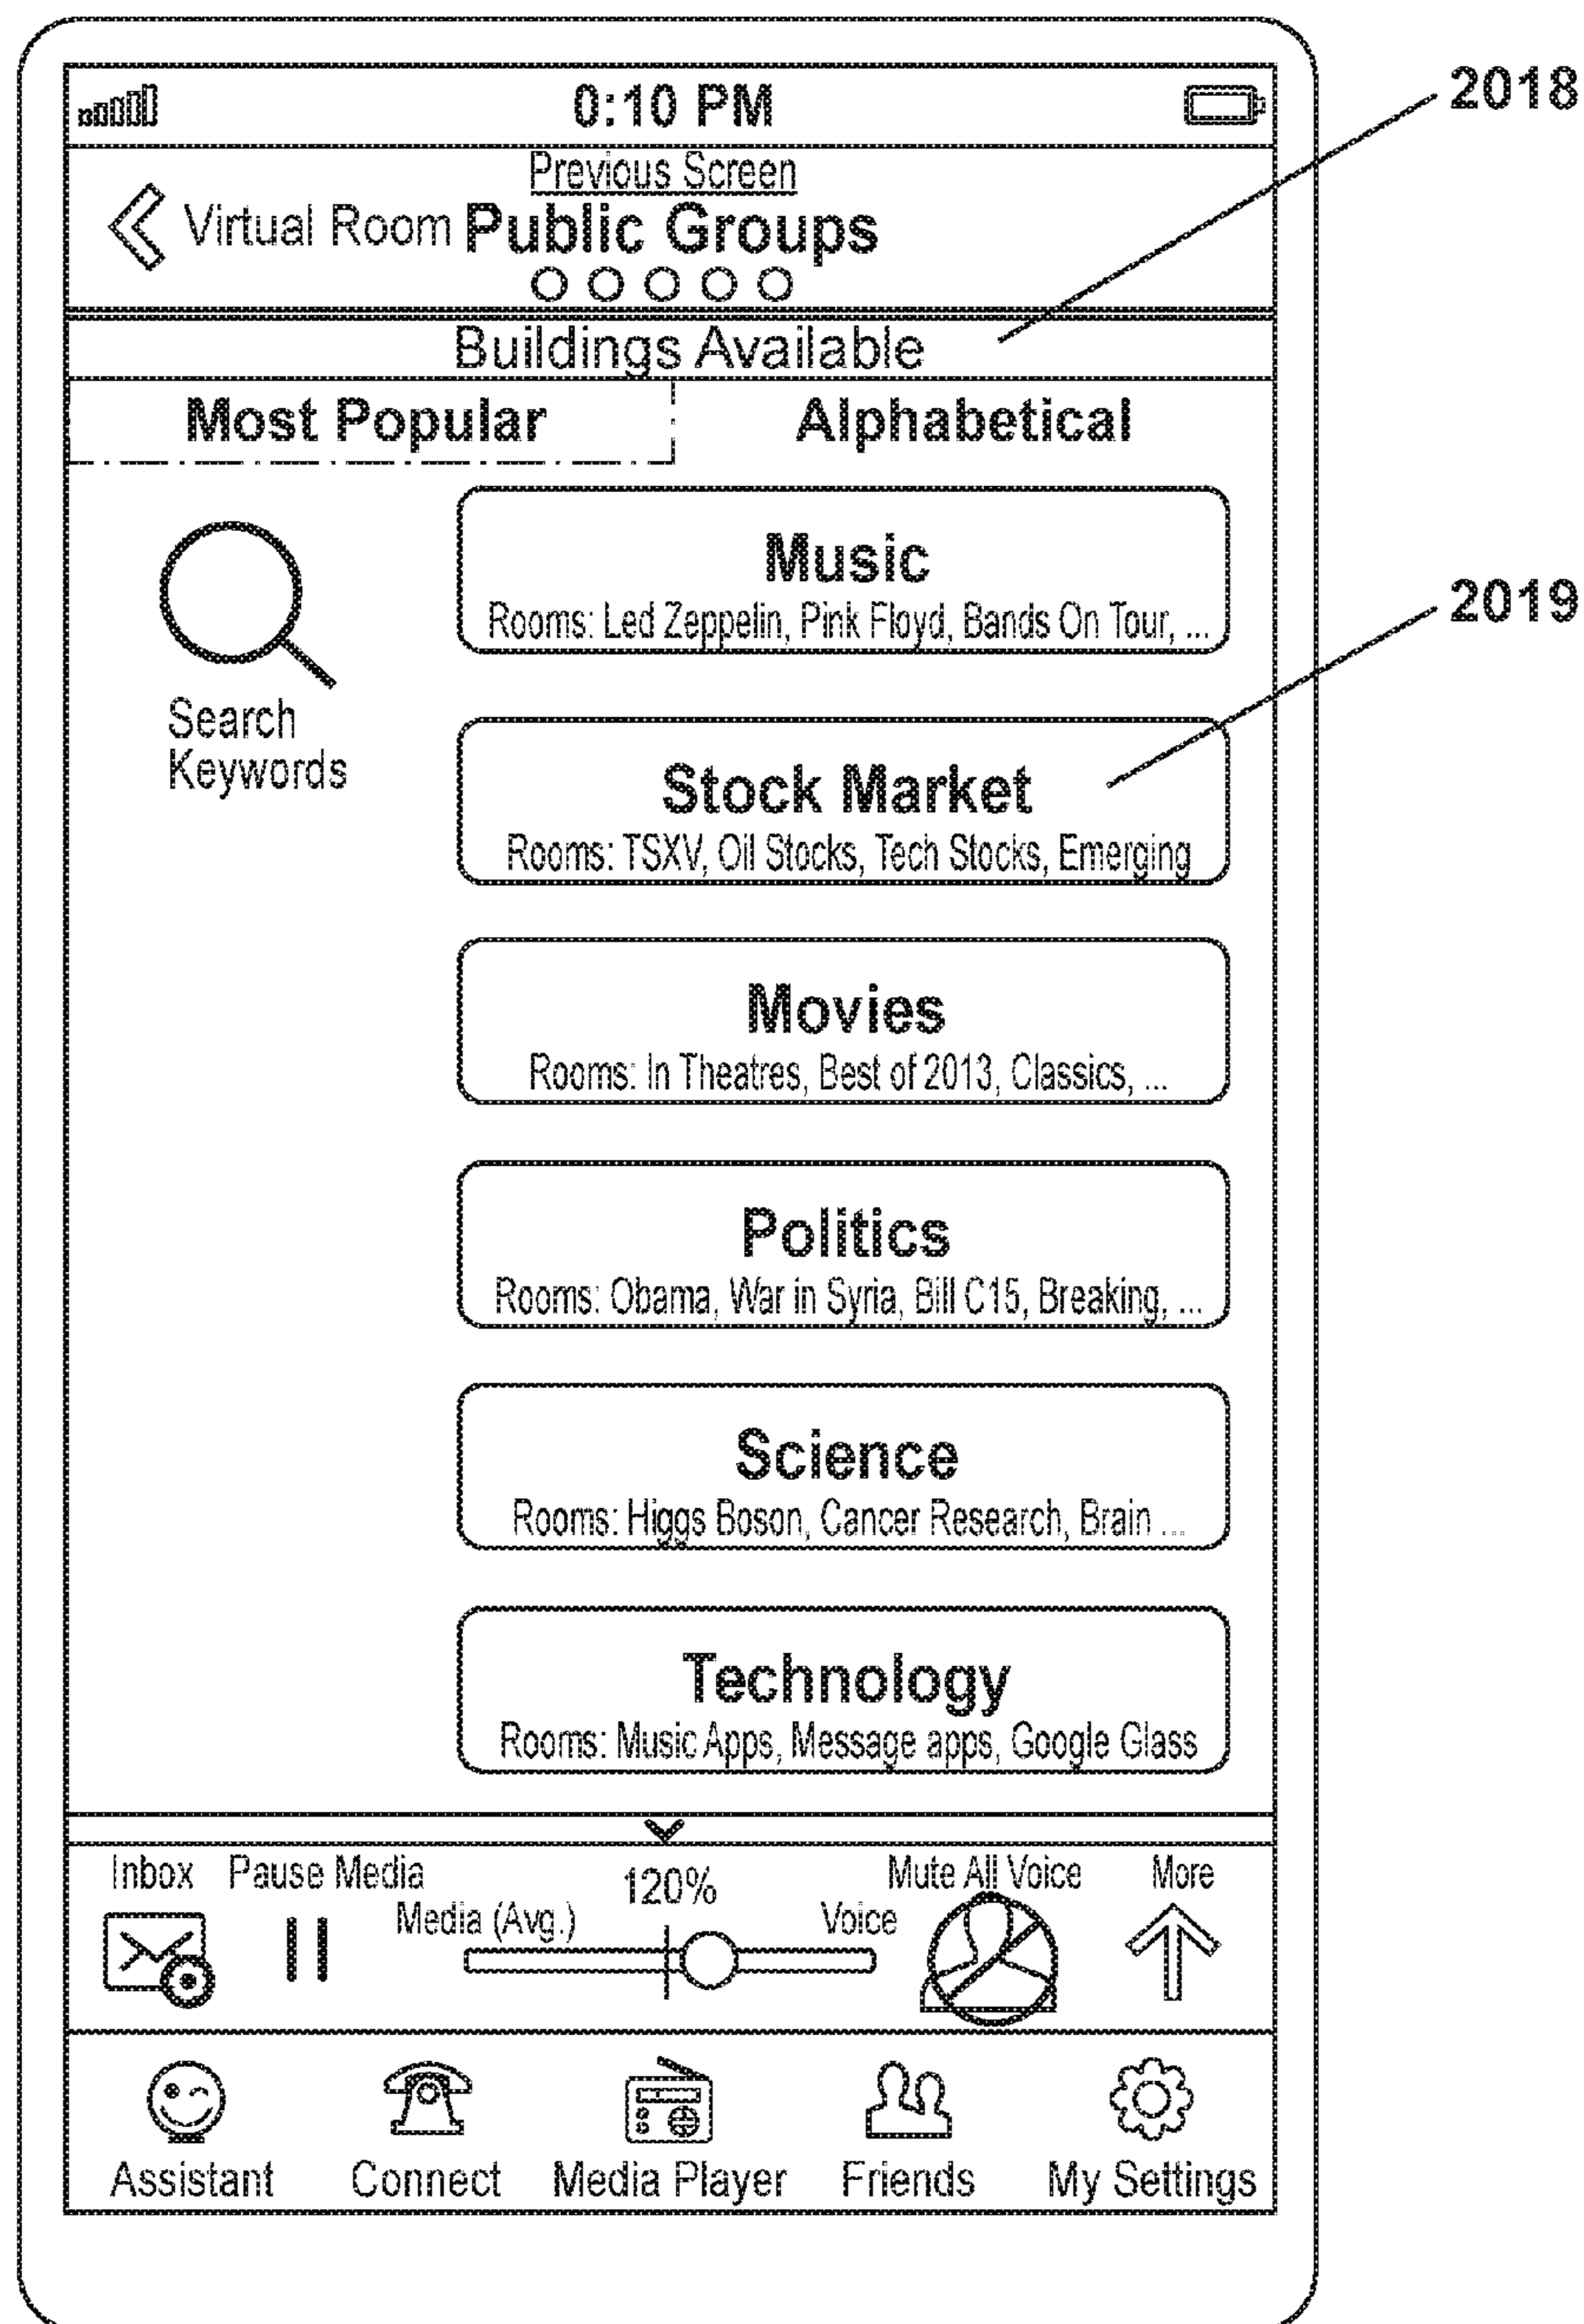 2018
0:10 PM
Previous Screen
Virtual Room Public Groups
Buildings Available
Most Popular Alphabetical
Music
Rooms: Led Zeppelin, Pink Floyd, Bands On Tour, ...
2019
Search
Keywords
Stock Market
Rooms: TSXV, Oil Stocks, Tech Stocks, Emerging
Movies
Rooms: In Theatres, Best of 2013, Classics, ...
Politics
Rooms: Obama, War in Syria, Bill C15, Breaking, ...
Science
Rooms: Higgs Boson, Cancer Research, Brain ...
Technology
Rooms: Music Apps, Message apps, Google Glass
Inbox Pause Media 120% Mute All Voice More
Media (Avg.) Voice
Assistant Connect Media Player Friends My Settings